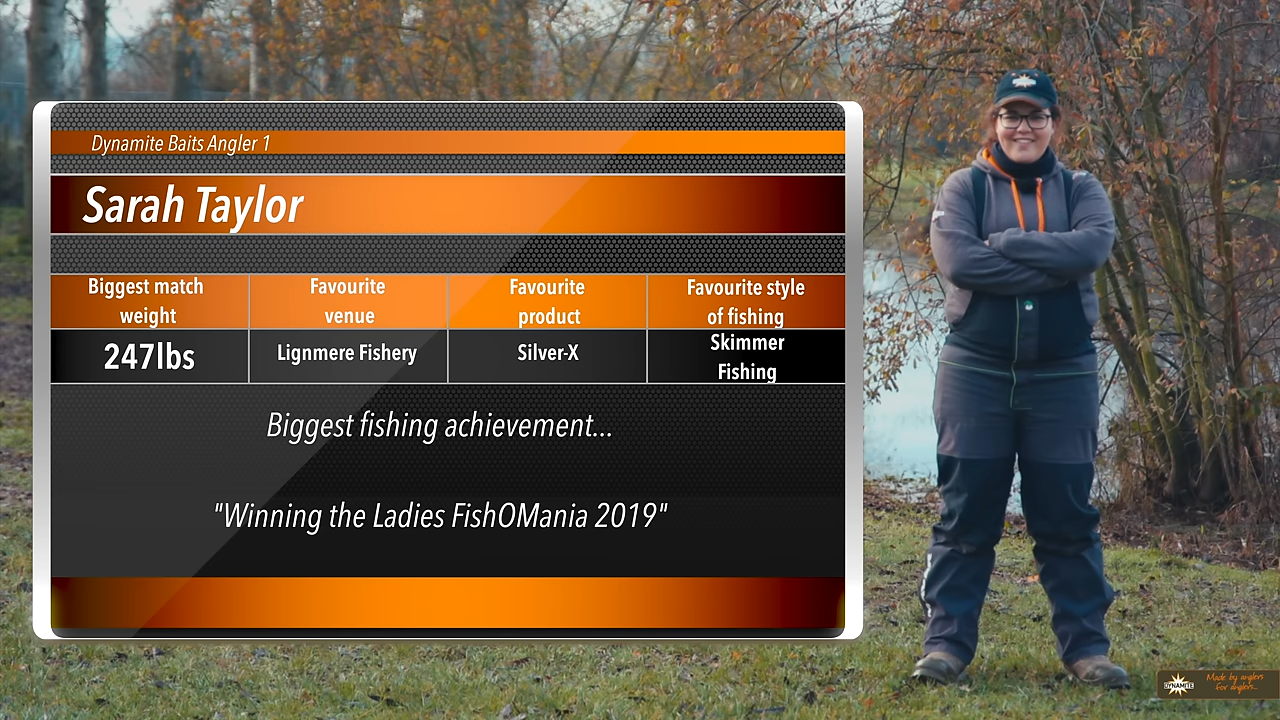 Dynamite Baits Angler 1
Sarah Taylor
Biggest match
weight
Favourite
venue
Favourite
product
Favourite style
of fishing
247lbs
Lignmere Fishery
Silver-X
Skimmer
Fishing
Biggest fishing achievement...
"Winning the Ladies FishOMania 2019"
DYNAMITE
Made by anglers
for anglers...